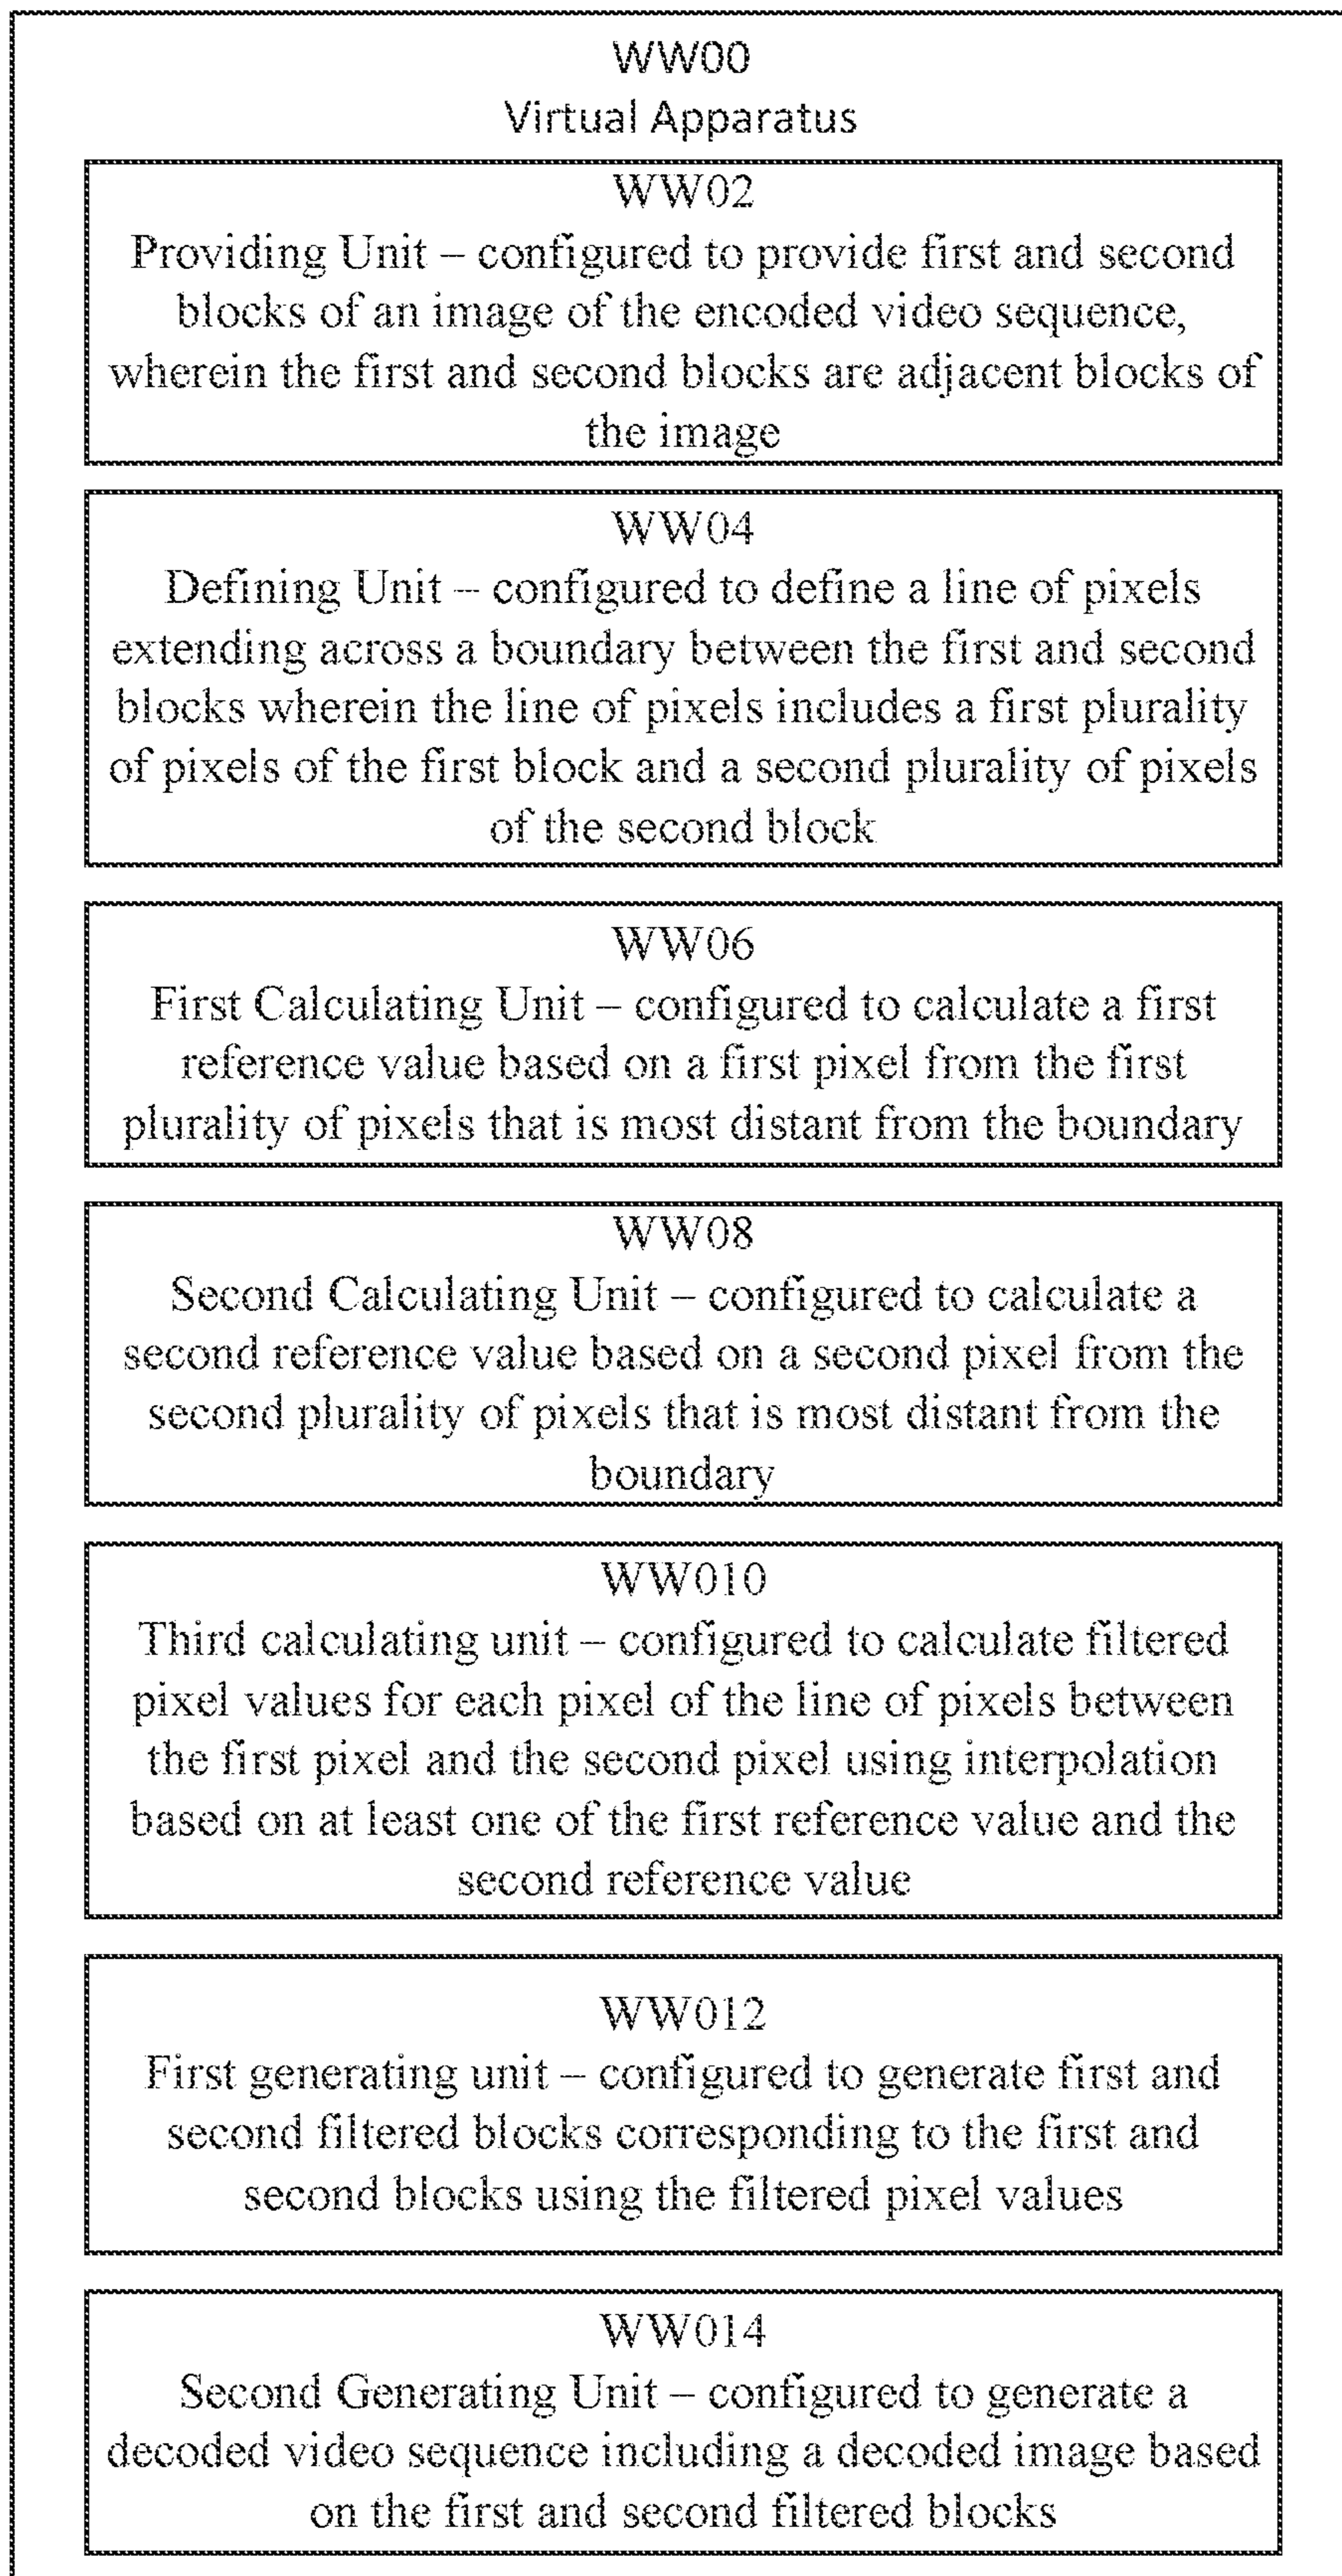 WW00
Virtual Apparatus
WW02
Providing Unit – configured to provide first and second
blocks of an image of the encoded video sequence,
wherein the first and second blocks are adjacent blocks of
the image
WW04
Defining Unit – configured to define a line of pixels
extending across a boundary between the first and second
blocks wherein the line of pixels includes a first plurality
of pixels of the first block and a second plurality of pixels
of the second block
WW06
First Calculating Unit – configured to calculate a first
reference value based on a first pixel from the first
plurality of pixels that is most distant from the boundary
WW08
Second Calculating Unit – configured to calculate a
second reference value based on a second pixel from the
second plurality of pixels that is most distant from the
boundary
WW010
Third calculating unit – configured to calculate filtered
pixel values for each pixel of the line of pixels between
the first pixel and the second pixel using interpolation
based on at least one of the first reference value and the
second reference value
WW012
First generating unit – configured to generate first and
second filtered blocks corresponding to the first and
second blocks using the filtered pixel values
WW014
Second Generating Unit – configured to generate a
decoded video sequence including a decoded image based
on the first and second filtered blocks